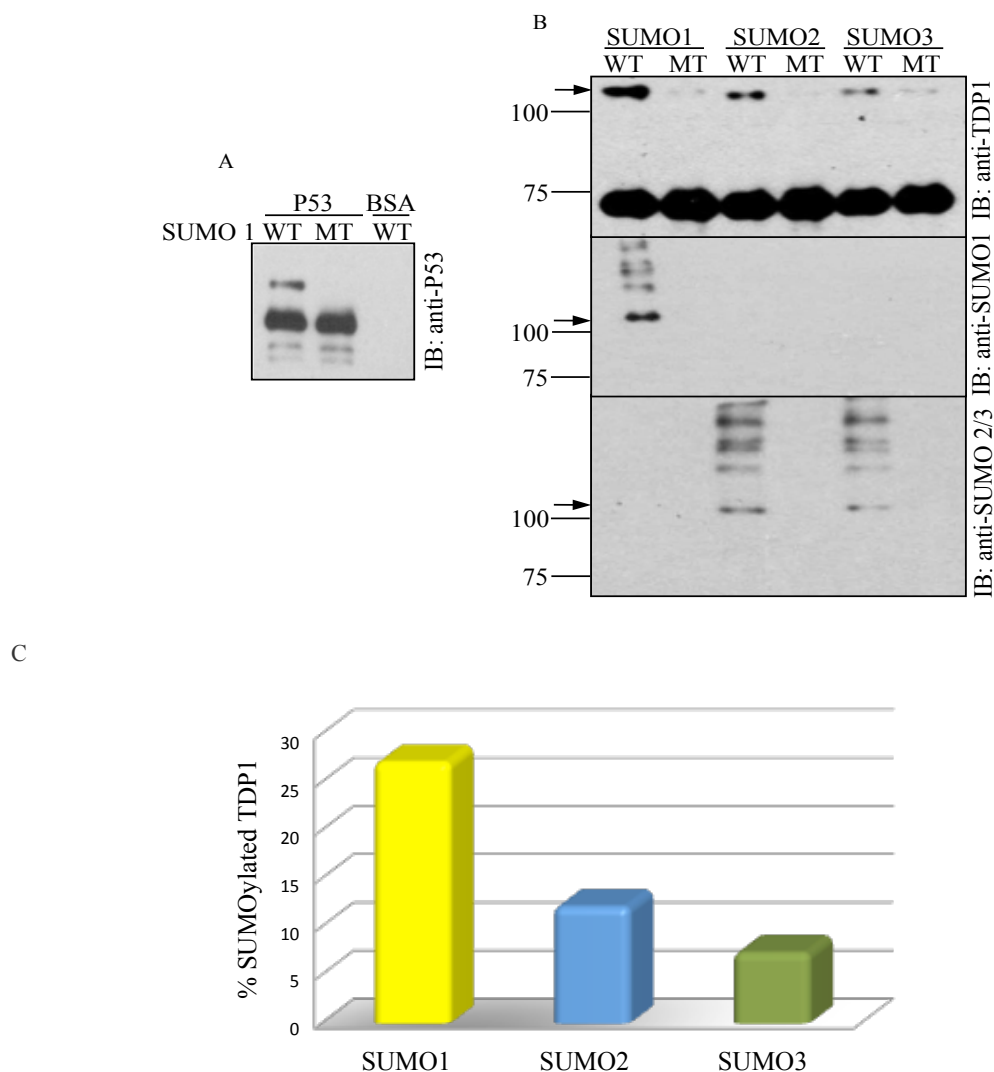 A
P53 BSA
SUMO 1 WT MT WT
IB: anti-P53
B
SUMO1 SUMO2 SUMO3
WT MT WT MT WT MT
100
75
IB: anti-TDP1
100
75
IB: anti-SUMO1
100
75
IB: anti-SUMO 2/3
C
% SUMOylated TDP1
30
25
20
15
10
5
0
SUMO1 SUMO2 SUMO3